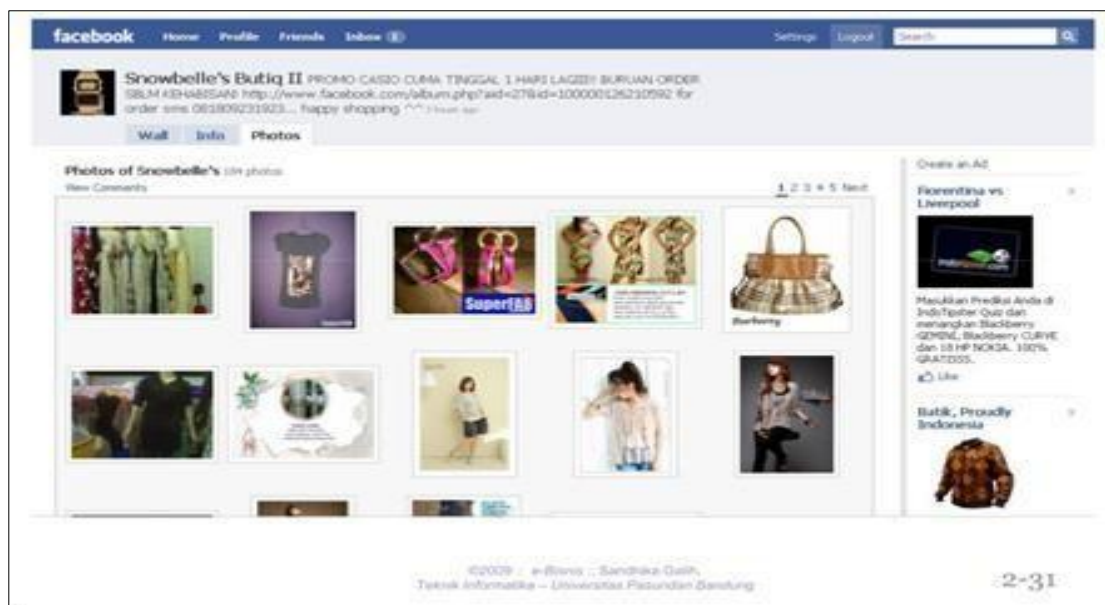 facebook Home Profile Friends Inbox
Settings Logout Search
Snowbelle's Butiq II PROMO CASIO CUMA TINGGAL 1 HARI LAGI!!! BURUAN ORDER
SBLM KEHABISAN! http://www.facebook.com/album.php?aid=27&id=100000126210592 for
order sms 081809231923... happy shopping ^^
Wall Info Photos
Photos of Snowbelle's photos
View Comments
1 2 3 4 5 Next
SuperFAB
Burberry
Create an Ad
Fiorentina vs
Liverpool
Masukkan Prediksi Anda di
IndoTipster Quiz dan
menangkan Blackberry
GEMINI, Blackberry CURVE
dan 10 HP NOKIA. 100%
GRATISSS.
Like
Batik, Proudly
Indonesia
©2009 :: e-Bisnis :: Sandhika Galih,
Teknik Informatika – Universitas Pasundan Bandung
2-31